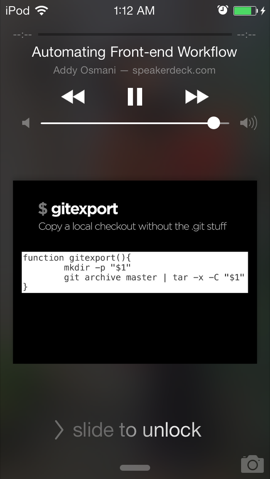 iPod 1:12 AM
--:-- --:--
Automating Front-end Workflow
Addy Osmani — speakerdeck.com
$ gitexport
Copy a local checkout without the .git stuff
function gitexport(){
mkdir -p "$1"
git archive master | tar -x -C "$1"
}
slide to unlock